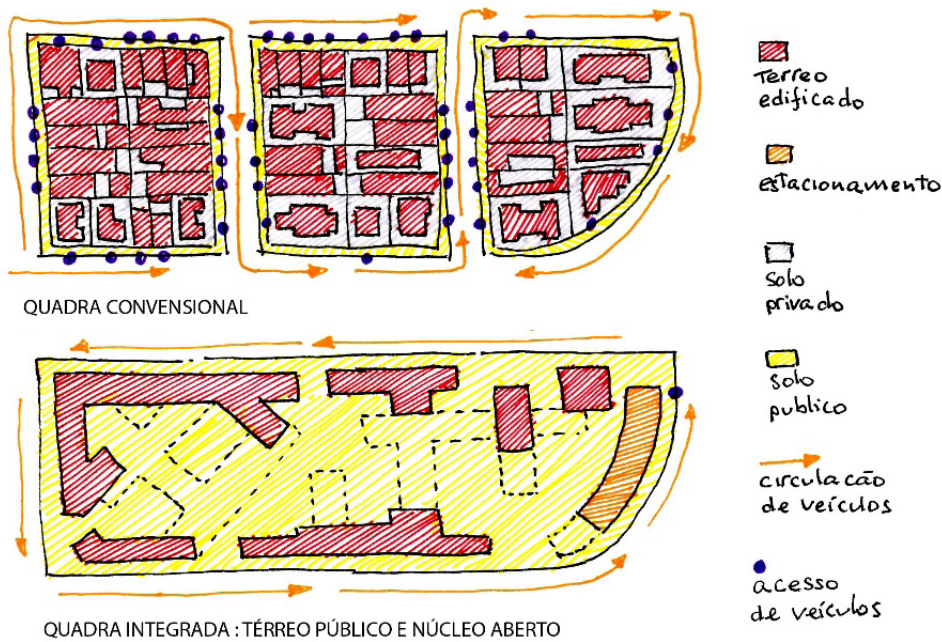 QUADRA CONVENSIONAL
QUADRA INTEGRADA : TÉRREO PÚBLICO E NÚCLEO ABERTO
Térreo
edificado
estacionamento
solo
privado
solo
publico
circulacão
de veículos
acesso
de veículos